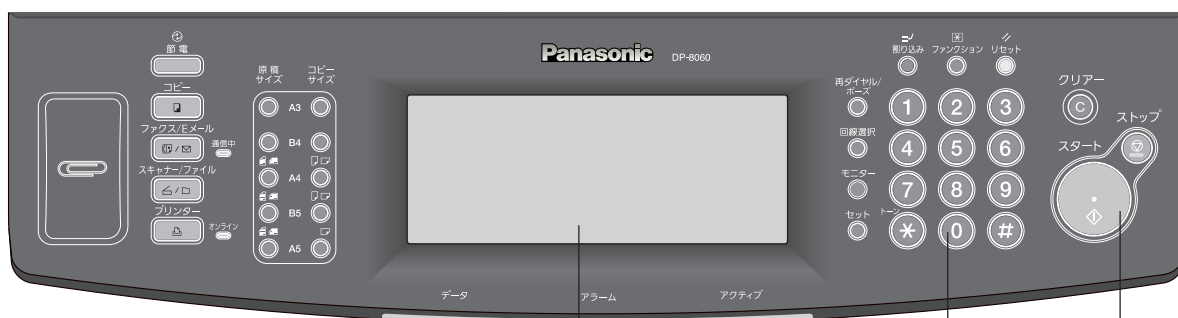 節電
コピー
ファクス/Eメール
通信中
スキャナー/ファイル
プリンター
オンライン
原稿
サイズ
コピー
サイズ
A3
B4
A4
B5
A5
Panasonic DP-8060
データ
アラーム
アクティブ
割り込み
ファンクション
リセット
再ダイヤル/
ポーズ
回線選択
モニター
セット
トーン
1 2 3
4 5 6
7 8 9
* 0 #
クリアー
C
ストップ
スタート